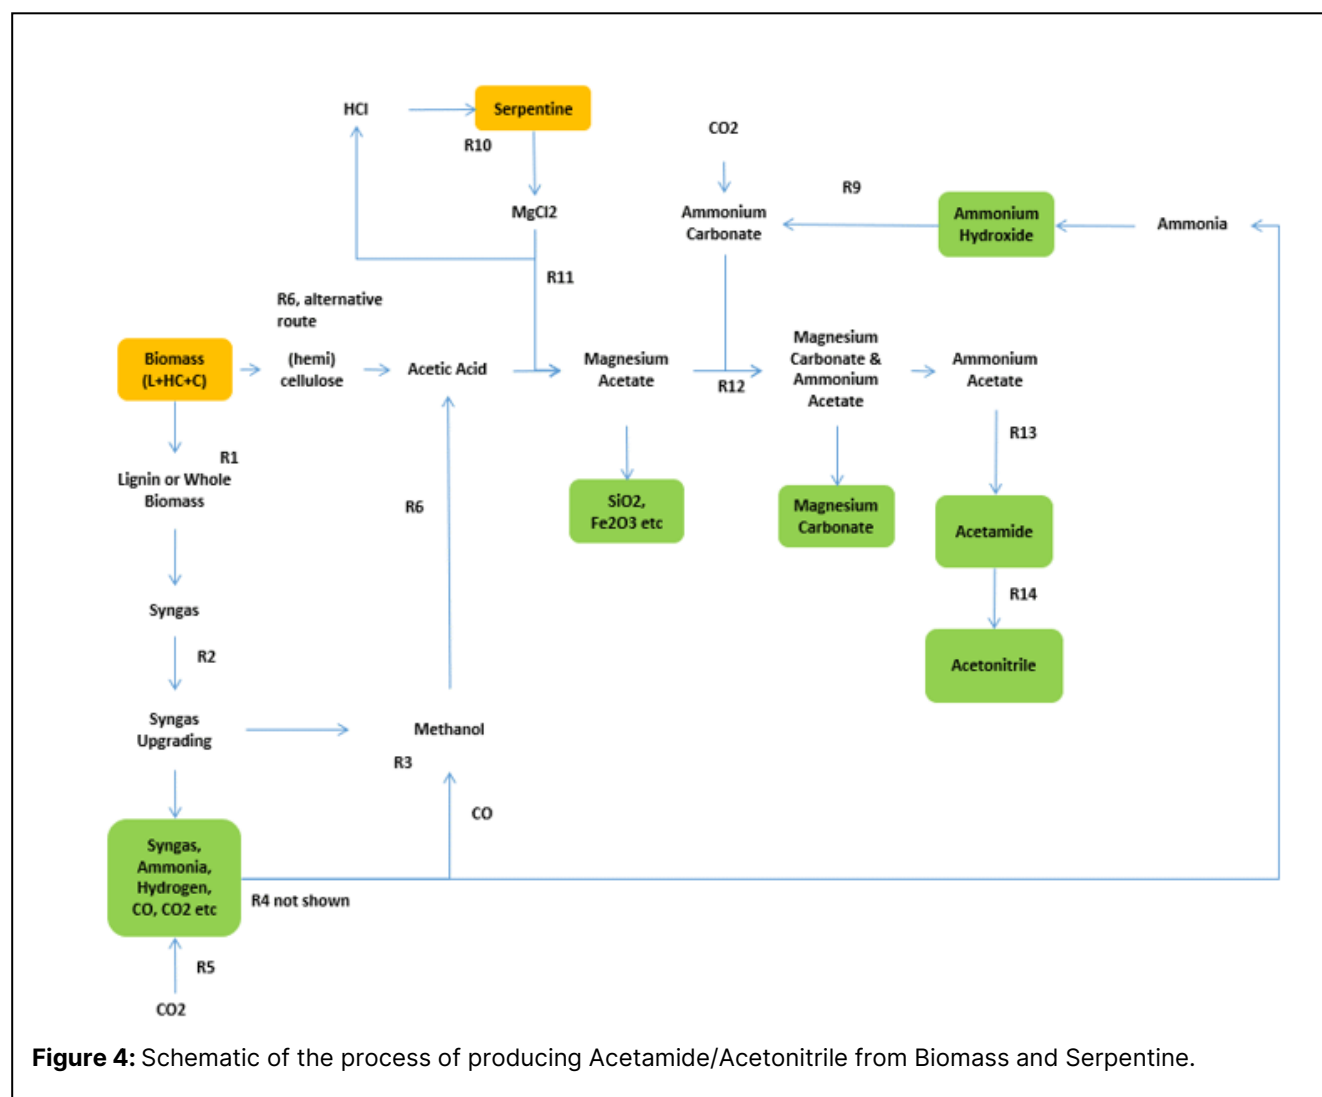 HCl
Serpentine
R10
CO2
MgCl2
Ammonium
Carbonate
R9
Ammonium
Hydroxide
Ammonia
R11
R6, alternative
route
Biomass
(L+HC+C)
(hemi)
cellulose
Acetic Acid
Magnesium
Acetate
R12
Magnesium
Carbonate &
Ammonium
Acetate
Ammonium
Acetate
R1
Lignin or Whole
Biomass
R6
SiO2,
Fe2O3 etc
Magnesium
Carbonate
R13
Acetamide
R14
Acetonitrile
Syngas
R2
Syngas
Upgrading
Methanol
R3
CO
Syngas,
Ammonia,
Hydrogen,
CO, CO2 etc
R4 not shown
R5
CO2
Figure 4: Schematic of the process of producing Acetamide/Acetonitrile from Biomass and Serpentine.